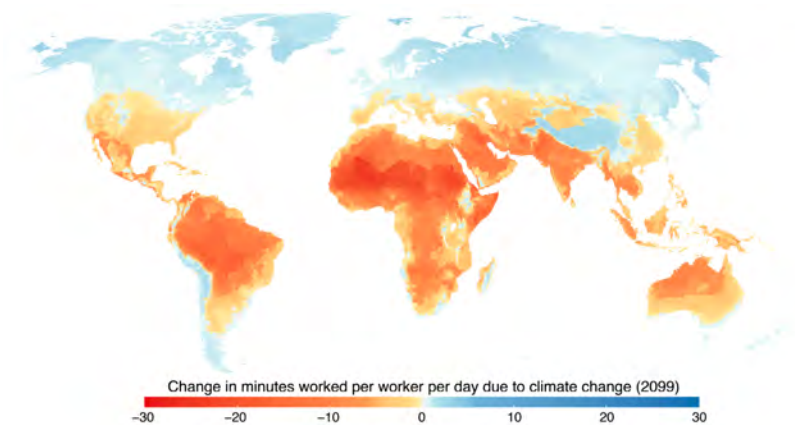 Change in minutes worked per worker per day due to climate change (2099)
−30 −20 −10 0 10 20 30